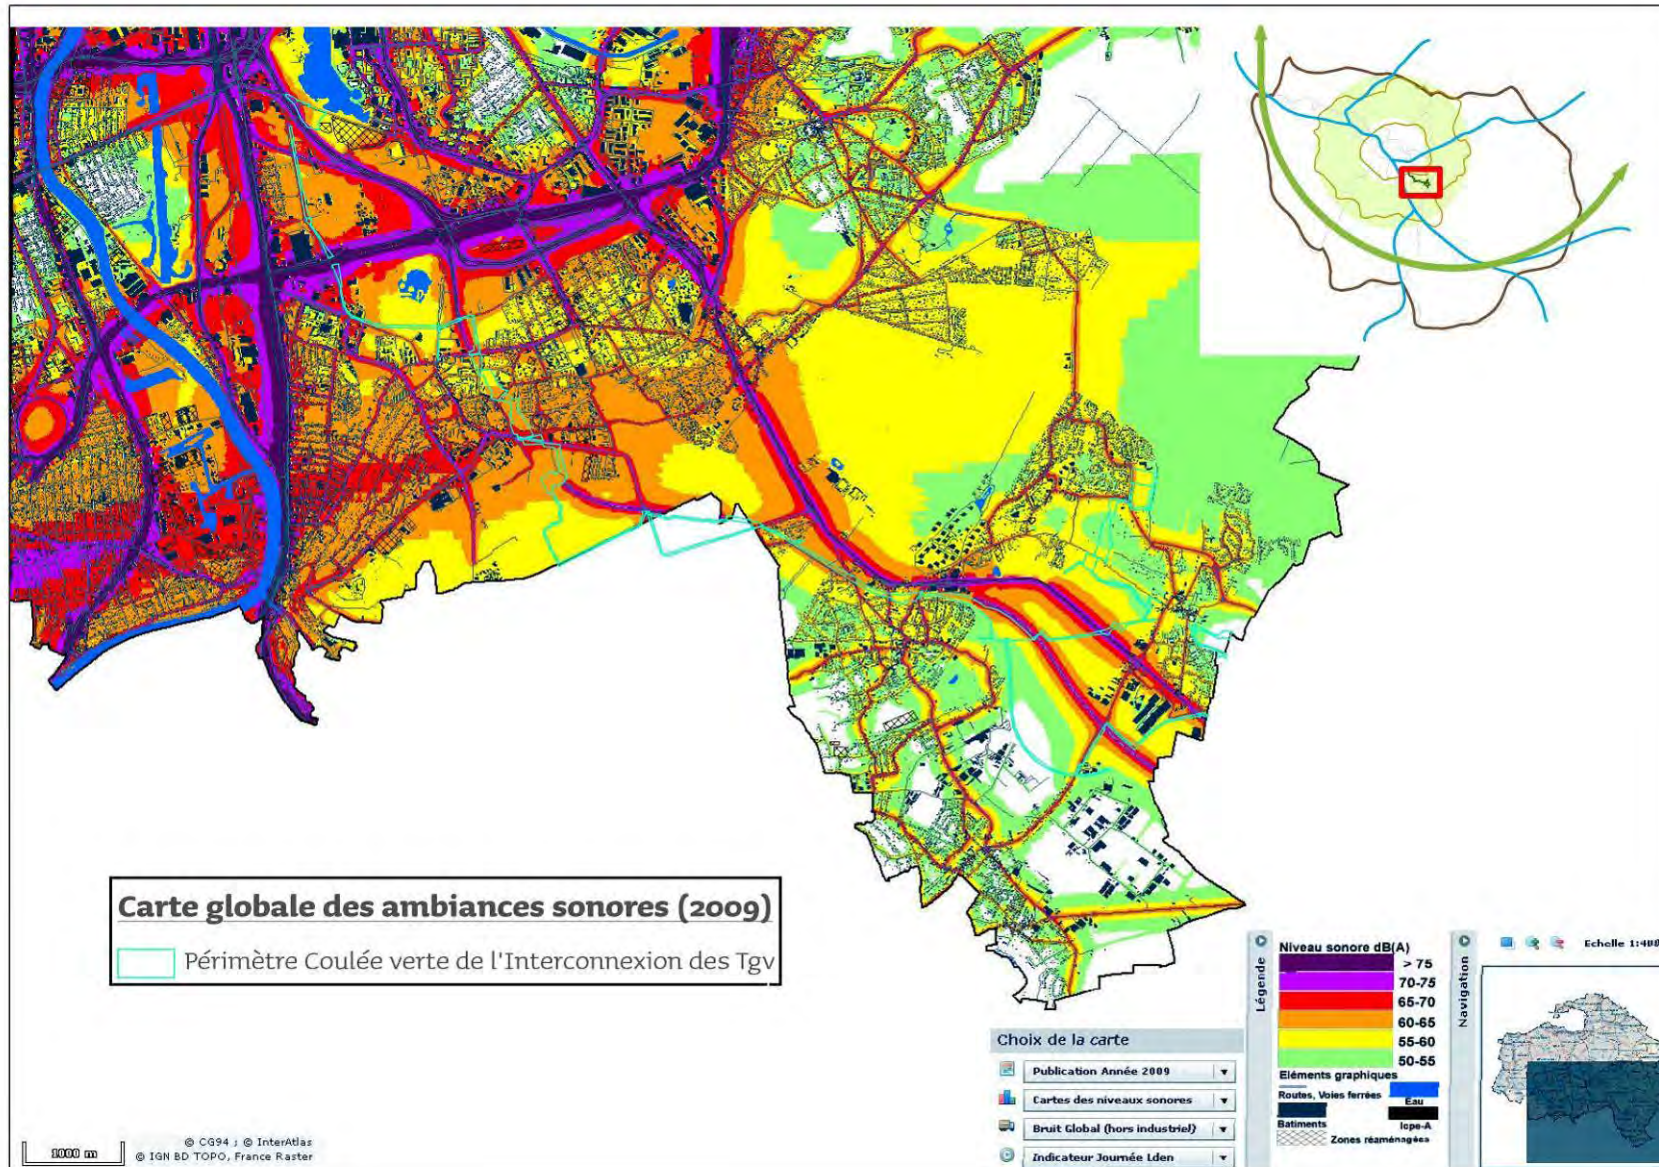 Carte globale des ambiances sonores (2009)
Périmètre Coulée verte de l'Interconnexion des Tgv
1000 m
© CG94 ; © InterAtlas
© IGN BD TOPO, France Raster
Choix de la carte
Publication Année 2009
Cartes des niveaux sonores
Bruit Global (hors industriel)
Indicateur Journée Lden
Légende
Niveau sonore dB(A)
> 75
70-75
65-70
60-65
55-60
50-55
Eléments graphiques
Routes, Voies ferrées
Eau
Batiments
Icpe-A
Zones réaménagées
Navigation
Echelle